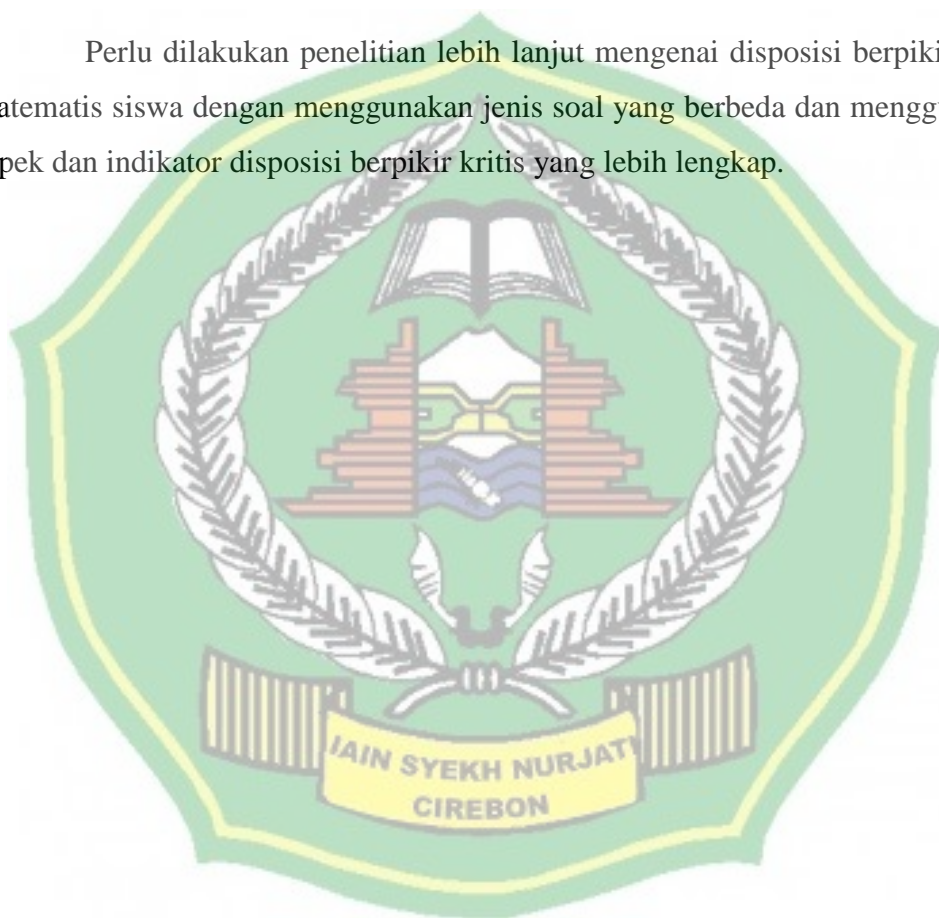 Perlu dilakukan penelitian lebih lanjut mengenai disposisi berpiki
atematis siswa dengan menggunakan jenis soal yang berbeda dan mengg
pek dan indikator disposisi berpikir kritis yang lebih lengkap.
IAIN SYEKH NURJATI
CIREBON